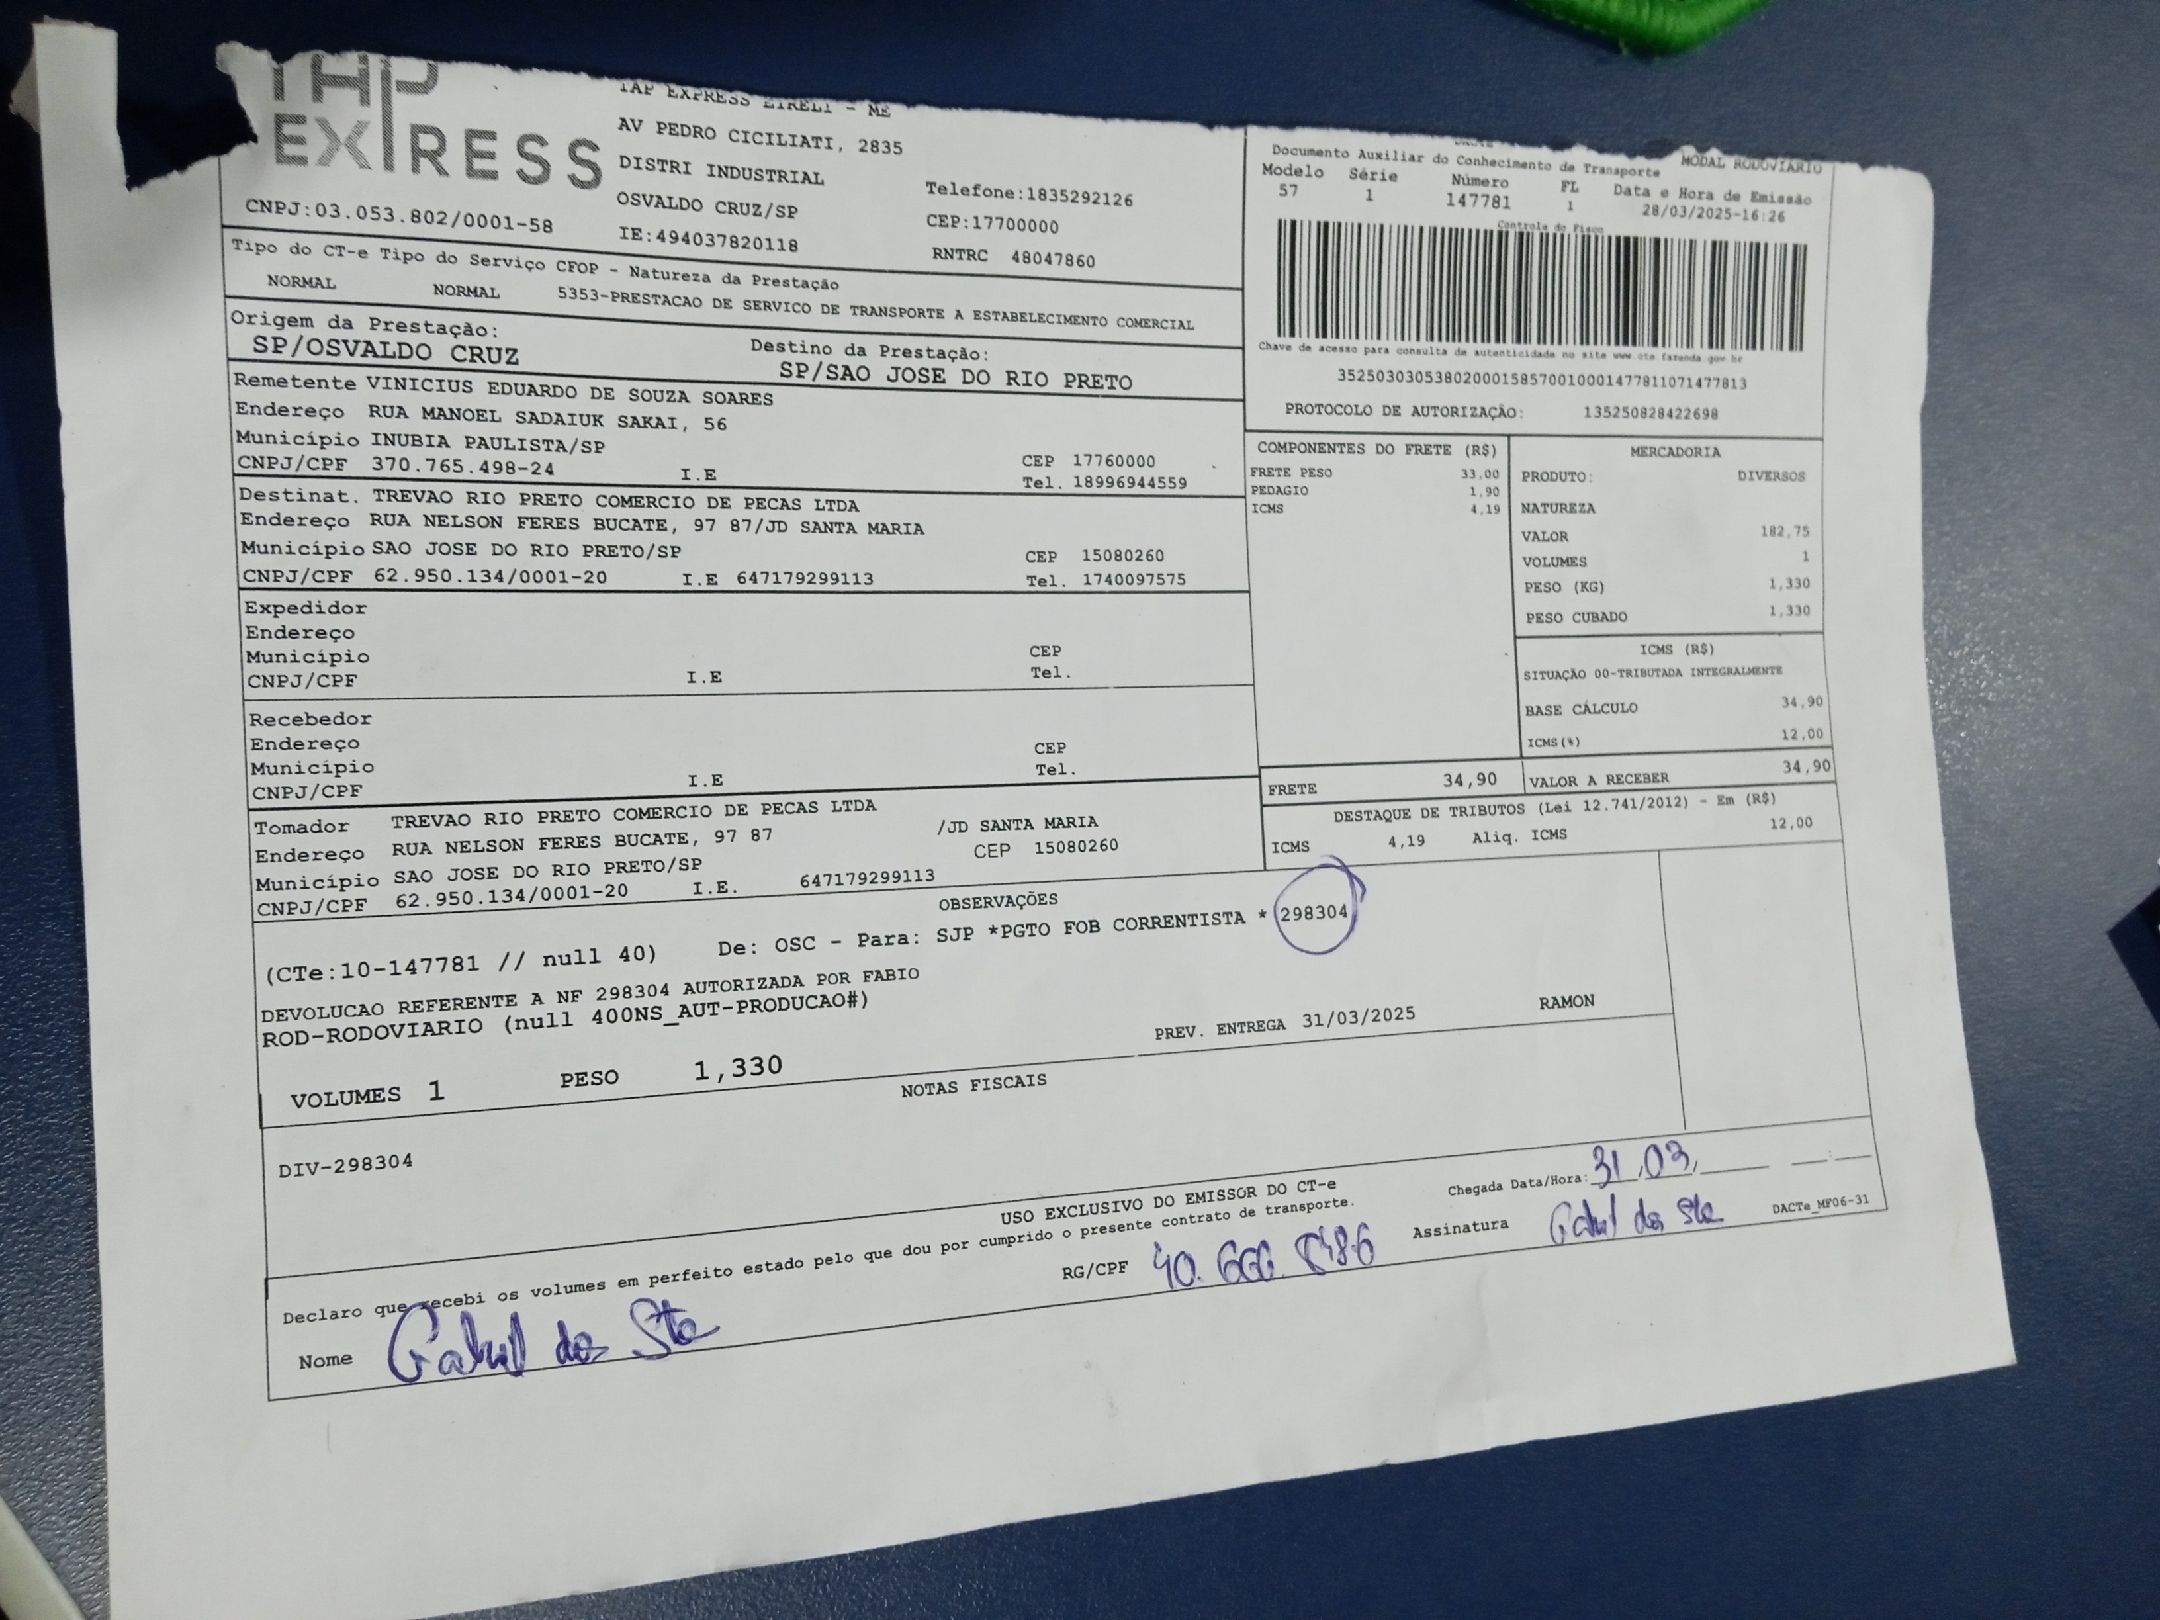 TAP
EXPRESS
TAP EXPRESS EIRELI - ME
AV PEDRO CICILIATI, 2835
DISTRI INDUSTRIAL
Telefone:1835292126
OSVALDO CRUZ/SP
CEP:17700000
CNPJ:03.053.802/0001-58
IE:494037820118
RNTRC 48047860
MODAL RODOVIÁRIO
Documento Auxiliar do Conhecimento de Transporte
Modelo Série Número FL Data e Hora de Emissão
57 1 147781 1 28/03/2025-16:26
Controle do Fisco
Chave de acesso para consulta de autenticidade no site www.cte.fazenda.gov.br
35250303053802000158570010001477811071477813
PROTOCOLO DE AUTORIZAÇÃO: 135250828422698
Tipo do CT-e Tipo do Serviço CFOP - Natureza da Prestação
NORMAL NORMAL 5353-PRESTACAO DE SERVICO DE TRANSPORTE A ESTABELECIMENTO COMERCIAL
Origem da Prestação: Destino da Prestação:
SP/OSVALDO CRUZ SP/SAO JOSE DO RIO PRETO
Remetente VINICIUS EDUARDO DE SOUZA SOARES
Endereço RUA MANOEL SADAIUK SAKAI, 56
Município INUBIA PAULISTA/SP CEP 17760000
CNPJ/CPF 370.765.498-24 I.E Tel. 18996944559
Destinat. TREVAO RIO PRETO COMERCIO DE PECAS LTDA
Endereço RUA NELSON FERES BUCATE, 97 87/JD SANTA MARIA
Município SAO JOSE DO RIO PRETO/SP CEP 15080260
CNPJ/CPF 62.950.134/0001-20 I.E 647179299113 Tel. 1740097575
Expedidor
Endereço
Município CEP
CNPJ/CPF I.E Tel.
Recebedor
Endereço
Município CEP
CNPJ/CPF I.E Tel.
Tomador TREVAO RIO PRETO COMERCIO DE PECAS LTDA
Endereço RUA NELSON FERES BUCATE, 97 87 /JD SANTA MARIA
Município SAO JOSE DO RIO PRETO/SP CEP 15080260
CNPJ/CPF 62.950.134/0001-20 I.E. 647179299113
COMPONENTES DO FRETE (R$)
FRETE PESO 33,00
PEDAGIO 1,90
ICMS 4,19
MERCADORIA
PRODUTO: DIVERSOS
NATUREZA
VALOR 182,75
VOLUMES 1
PESO (KG) 1,330
PESO CUBADO 1,330
ICMS (R$)
SITUAÇÃO 00-TRIBUTADA INTEGRALMENTE
BASE CÁLCULO 34,90
ICMS(%) 12,00
FRETE 34,90 VALOR A RECEBER 34,90
DESTAQUE DE TRIBUTOS (Lei 12.741/2012) - Em (R$)
ICMS 4,19 Aliq. ICMS 12,00
OBSERVAÇÕES
(CTe:10-147781 // null 40) De: OSC - Para: SJP *PGTO FOB CORRENTISTA * 298304
DEVOLUCAO REFERENTE A NF 298304 AUTORIZADA POR FABIO
ROD-RODOVIARIO (null 400NS_AUT-PRODUCAO#)
PREV. ENTREGA 31/03/2025 RAMON
VOLUMES 1 PESO 1,330
NOTAS FISCAIS
DIV-298304
USO EXCLUSIVO DO EMISSOR DO CT-e
Declaro que recebi os volumes em perfeito estado pelo que dou por cumprido o presente contrato de transporte.
Chegada Data/Hora: 31/03/
Nome RG/CPF Assinatura
DACTe_MF06-31